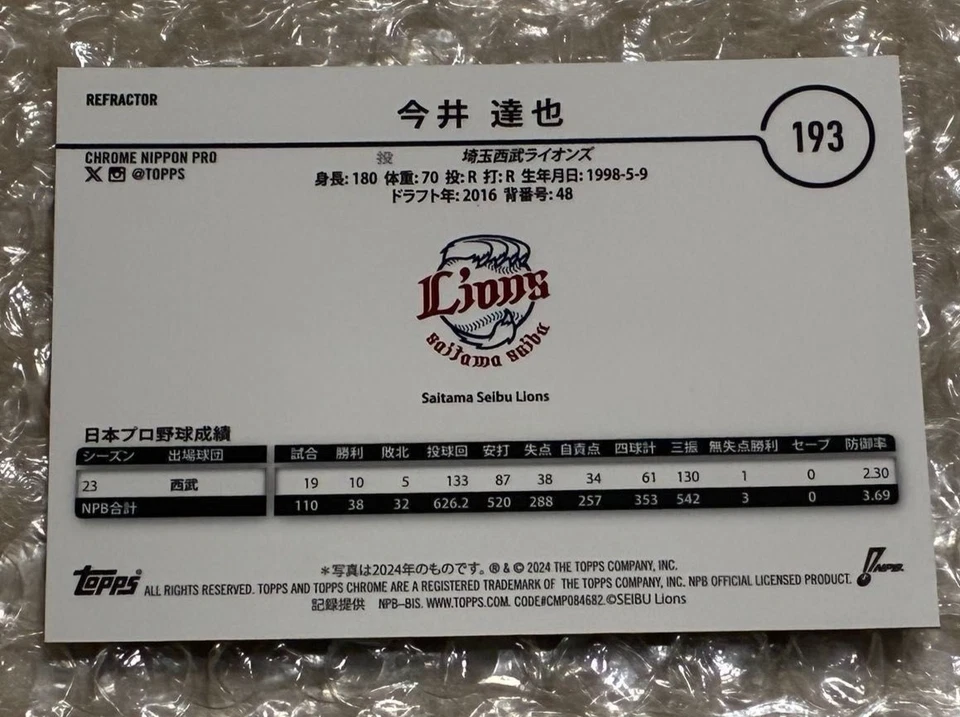 REFRACTOR
今井 達也
193
CHROME NIPPON PRO
@TOPPS
投 埼玉西武ライオンズ
身長: 180 体重: 70 投: R 打: R 生年月日: 1998-5-9
ドラフト年: 2016 背番号: 48
Lions
saitama seibu
Saitama Seibu Lions
日本プロ野球成績
シーズン 出場球団 試合 勝利 敗北 投球回 安打 失点 自責点 四球計 三振 無失点勝利 セーブ 防御率
23 西武 19 10 5 133 87 38 34 61 130 1 0 2.30
NPB合計 110 38 32 626.2 520 288 257 353 542 3 0 3.69
topps
＊写真は2024年のものです。 ® & © 2024 THE TOPPS COMPANY, INC.
ALL RIGHTS RESERVED. TOPPS AND TOPPS CHROME ARE A REGISTERED TRADEMARK OF THE TOPPS COMPANY, INC. NPB OFFICIAL LICENSED PRODUCT.
記録提供 NPB–BIS. WWW.TOPPS.COM. CODE#CMP084682.©SEIBU Lions
NPB